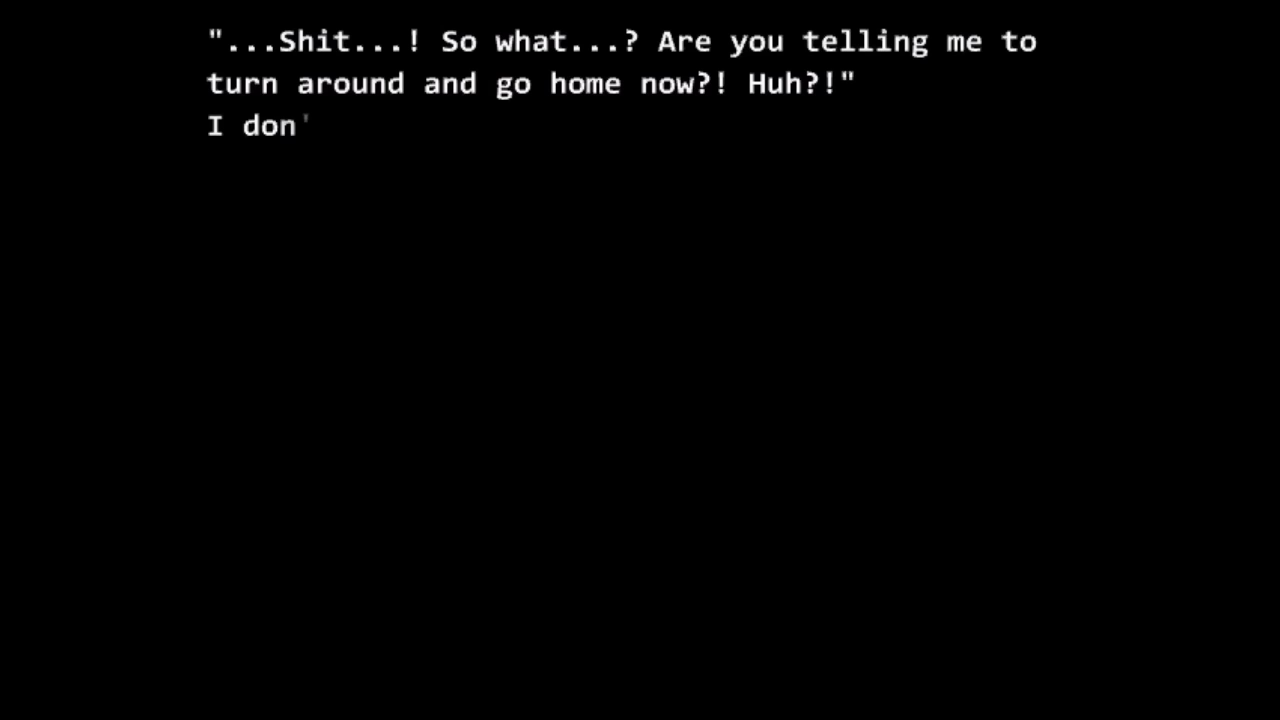 "...Shit...! So what...? Are you telling me to
turn around and go home now?! Huh?!"
I don'